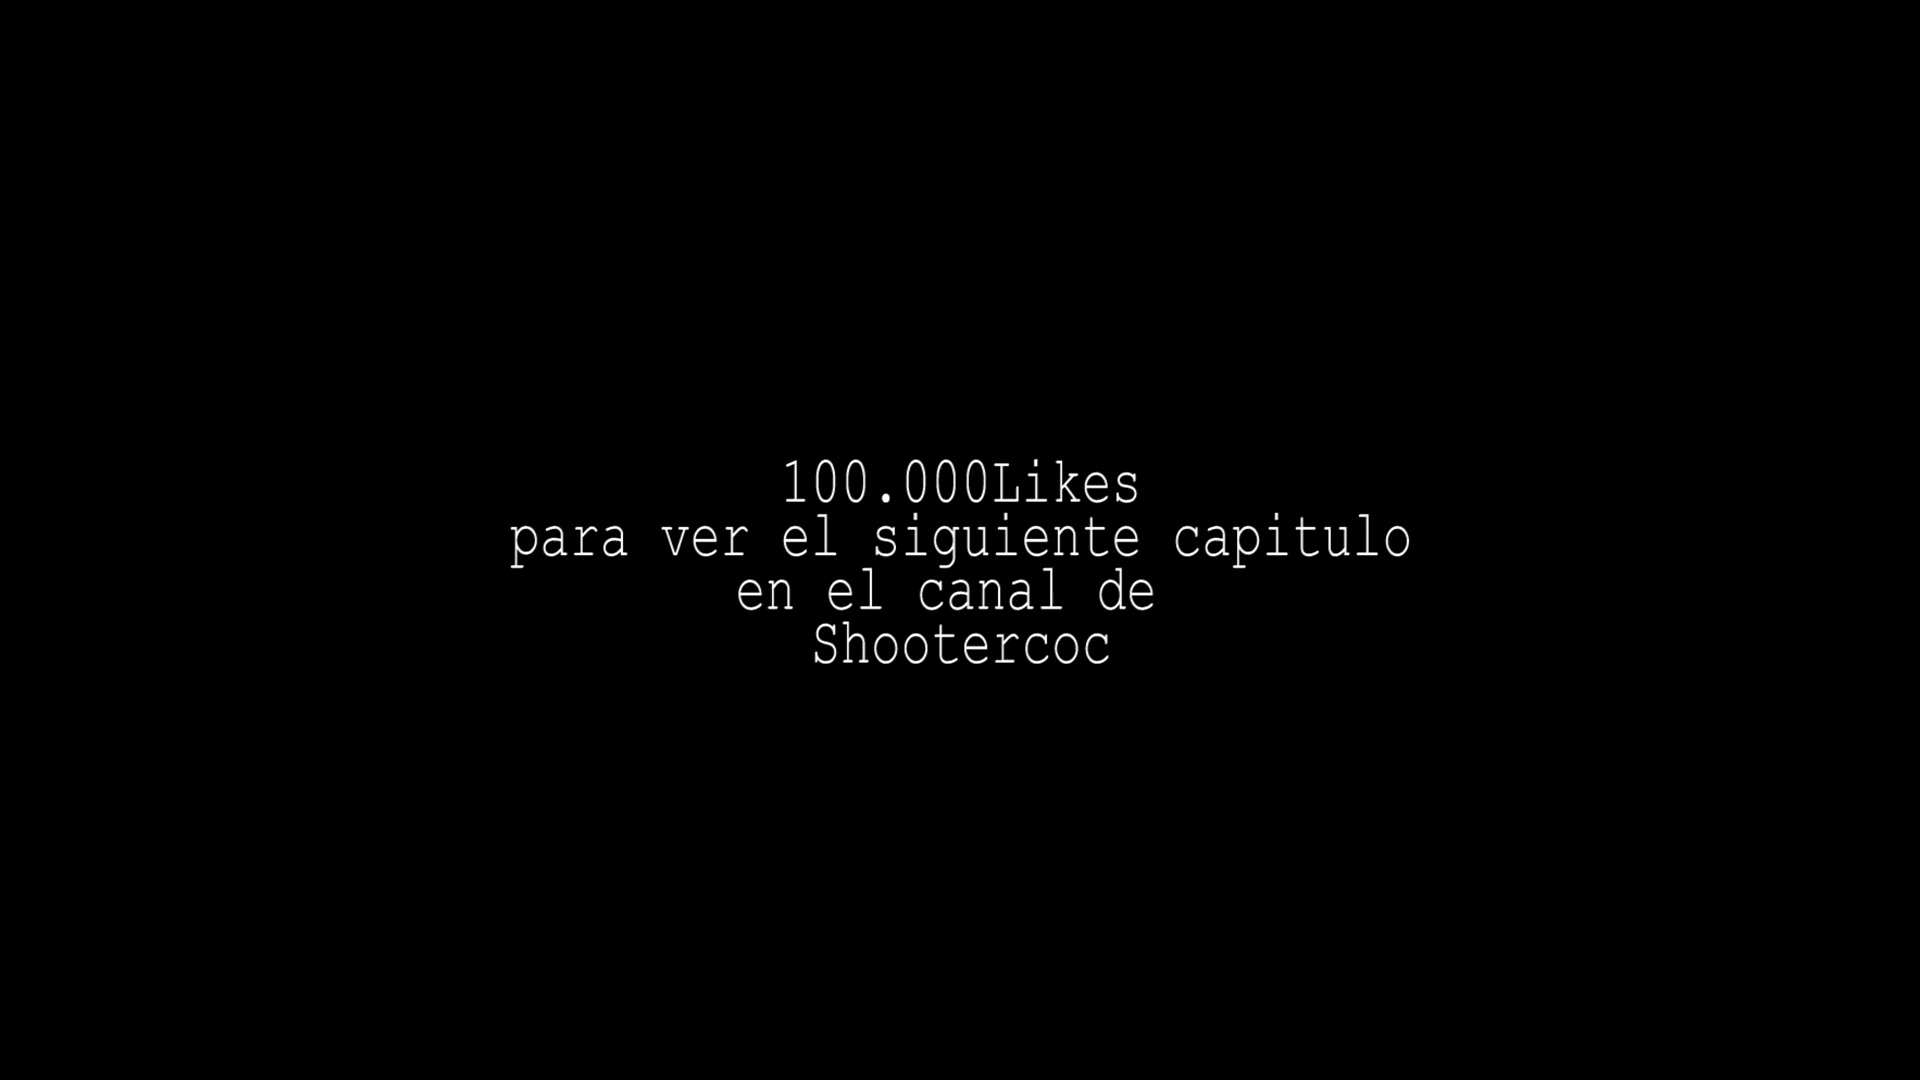 100.000Likes
para ver el siguiente capitulo
en el canal de
Shootercoc